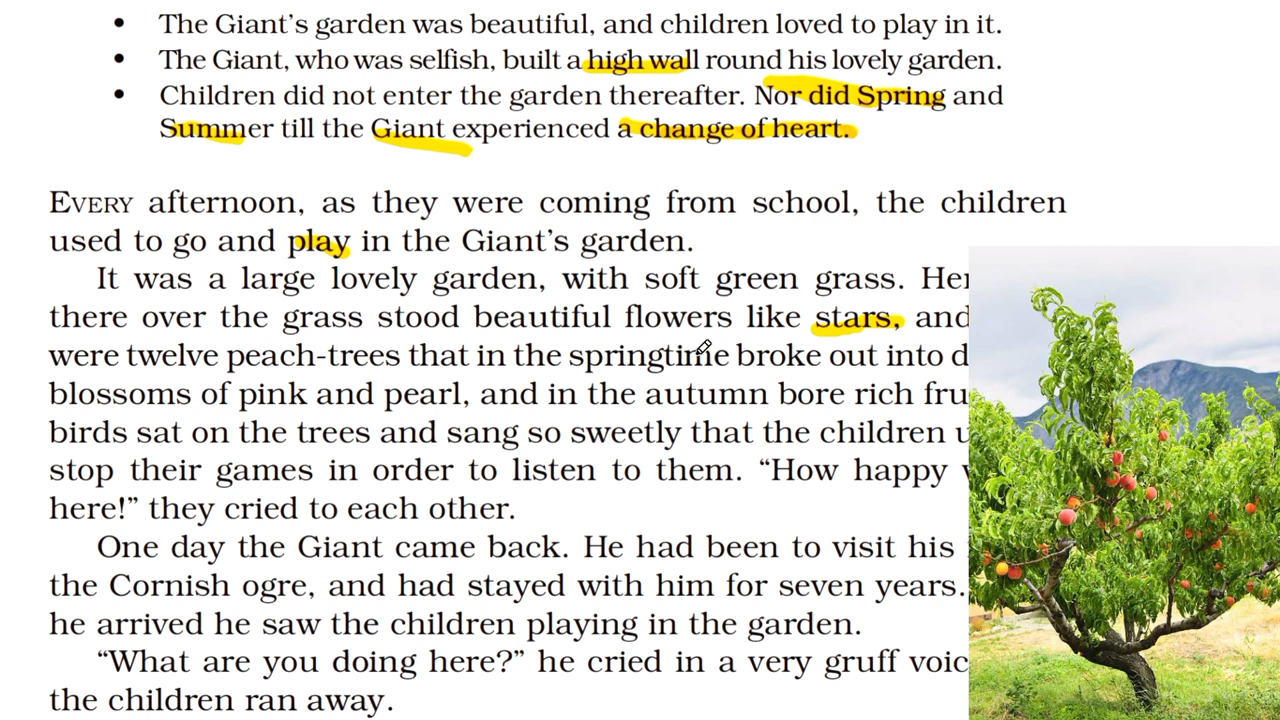 • The Giant's garden was beautiful, and children loved to play in it.
• The Giant, who was selfish, built a high wall round his lovely garden.
• Children did not enter the garden thereafter. Nor did Spring and
Summer till the Giant experienced a change of heart.
EVERY afternoon, as they were coming from school, the children
used to go and play in the Giant's garden.
It was a large lovely garden, with soft green grass.
there over the grass stood beautiful flowers like stars, and
were twelve peach-trees that in the springtime broke out into
blossoms of pink and pearl, and in the autumn bore rich
birds sat on the trees and sang so sweetly that the children
stop their games in order to listen to them. “How happy
here!” they cried to each other.
One day the Giant came back. He had been to visit his
the Cornish ogre, and had stayed with him for seven years.
he arrived he saw the children playing in the garden.
“What are you doing here?” he cried in a very gruff
the children ran away.